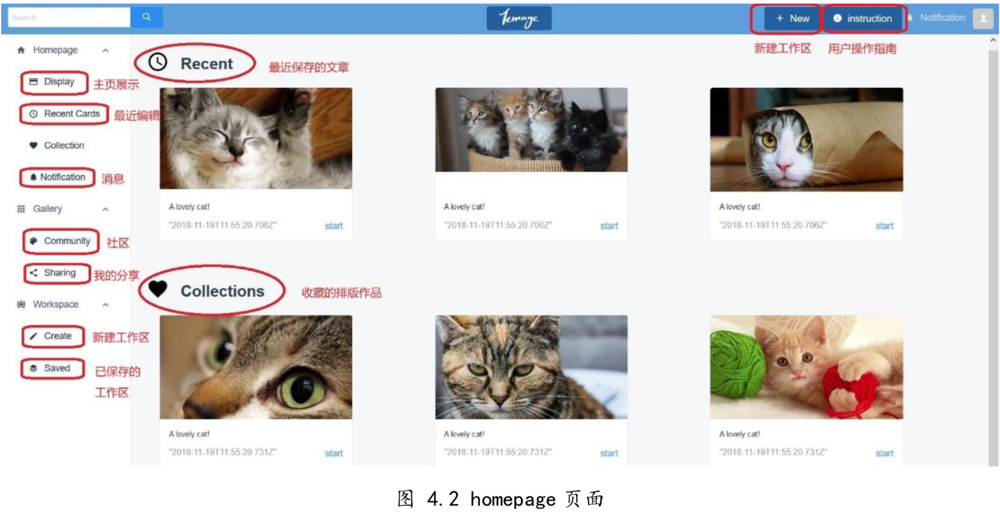 Search
Temage
+ New
instruction
Notification
新建工作区
用户操作指南
Homepage
Display
主页展示
Recent Cards
最近编辑
Collection
Notification
消息
Gallery
Community
社区
Sharing
我的分享
Workspace
Create
新建工作区
Saved
已保存的
工作区
Recent
最近保存的文章
A lovely cat!
"2018-11-19T11:55:20.706Z"
start
A lovely cat!
"2018-11-19T11:55:20.706Z"
start
A lovely cat!
"2018-11-19T11:55:20.706Z"
start
Collections
收藏的排版作品
A lovely cat!
"2018-11-19T11:55:20.731Z"
start
A lovely cat!
"2018-11-19T11:55:20.731Z"
start
A lovely cat!
"2018-11-19T11:55:20.731Z"
start
图 4.2 homepage 页面